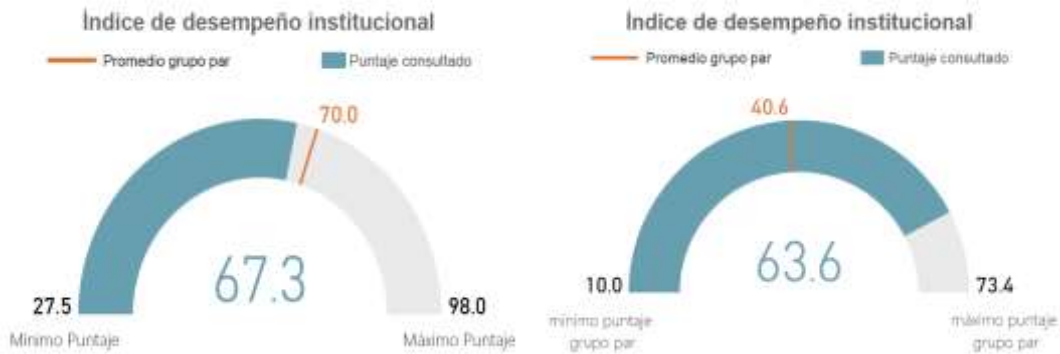 Índice de desempeño institucional
Promedio grupo par
Puntaje consultado
70.0
67.3
27.5
98.0
Mínimo Puntaje
Máximo Puntaje
Índice de desempeño institucional
Promedio grupo par
Puntaje consultado
40.6
63.6
10.0
73.4
mínimo puntaje
grupo par
máximo puntaje
grupo par